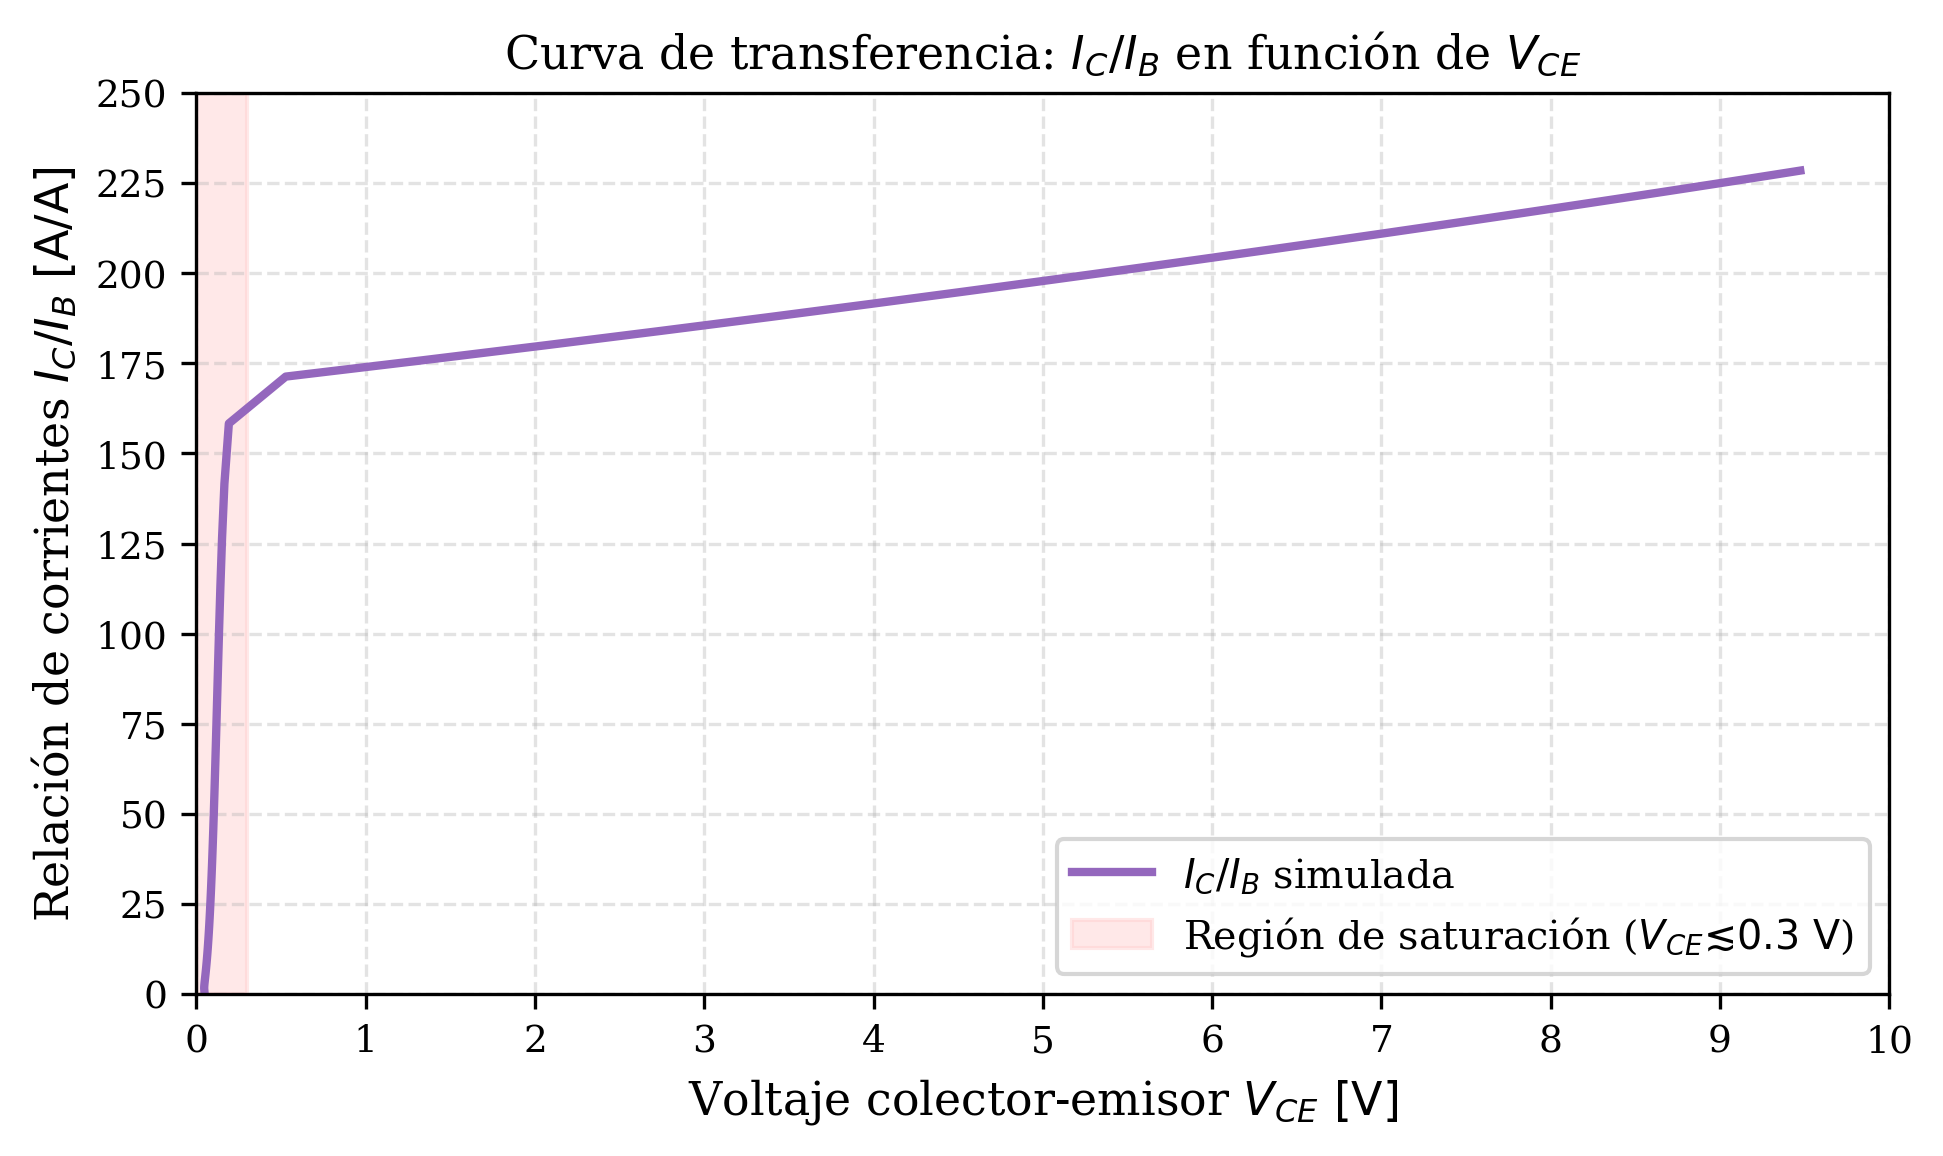 Curva de transferencia: I_C/I_B en función de V_CE
Relación de corrientes I_C/I_B [A/A]
250
225
200
175
150
125
100
75
50
25
0
I_C/I_B simulada
Región de saturación (V_CE≲0.3 V)
0 1 2 3 4 5 6 7 8 9 10
Voltaje colector-emisor V_CE [V]